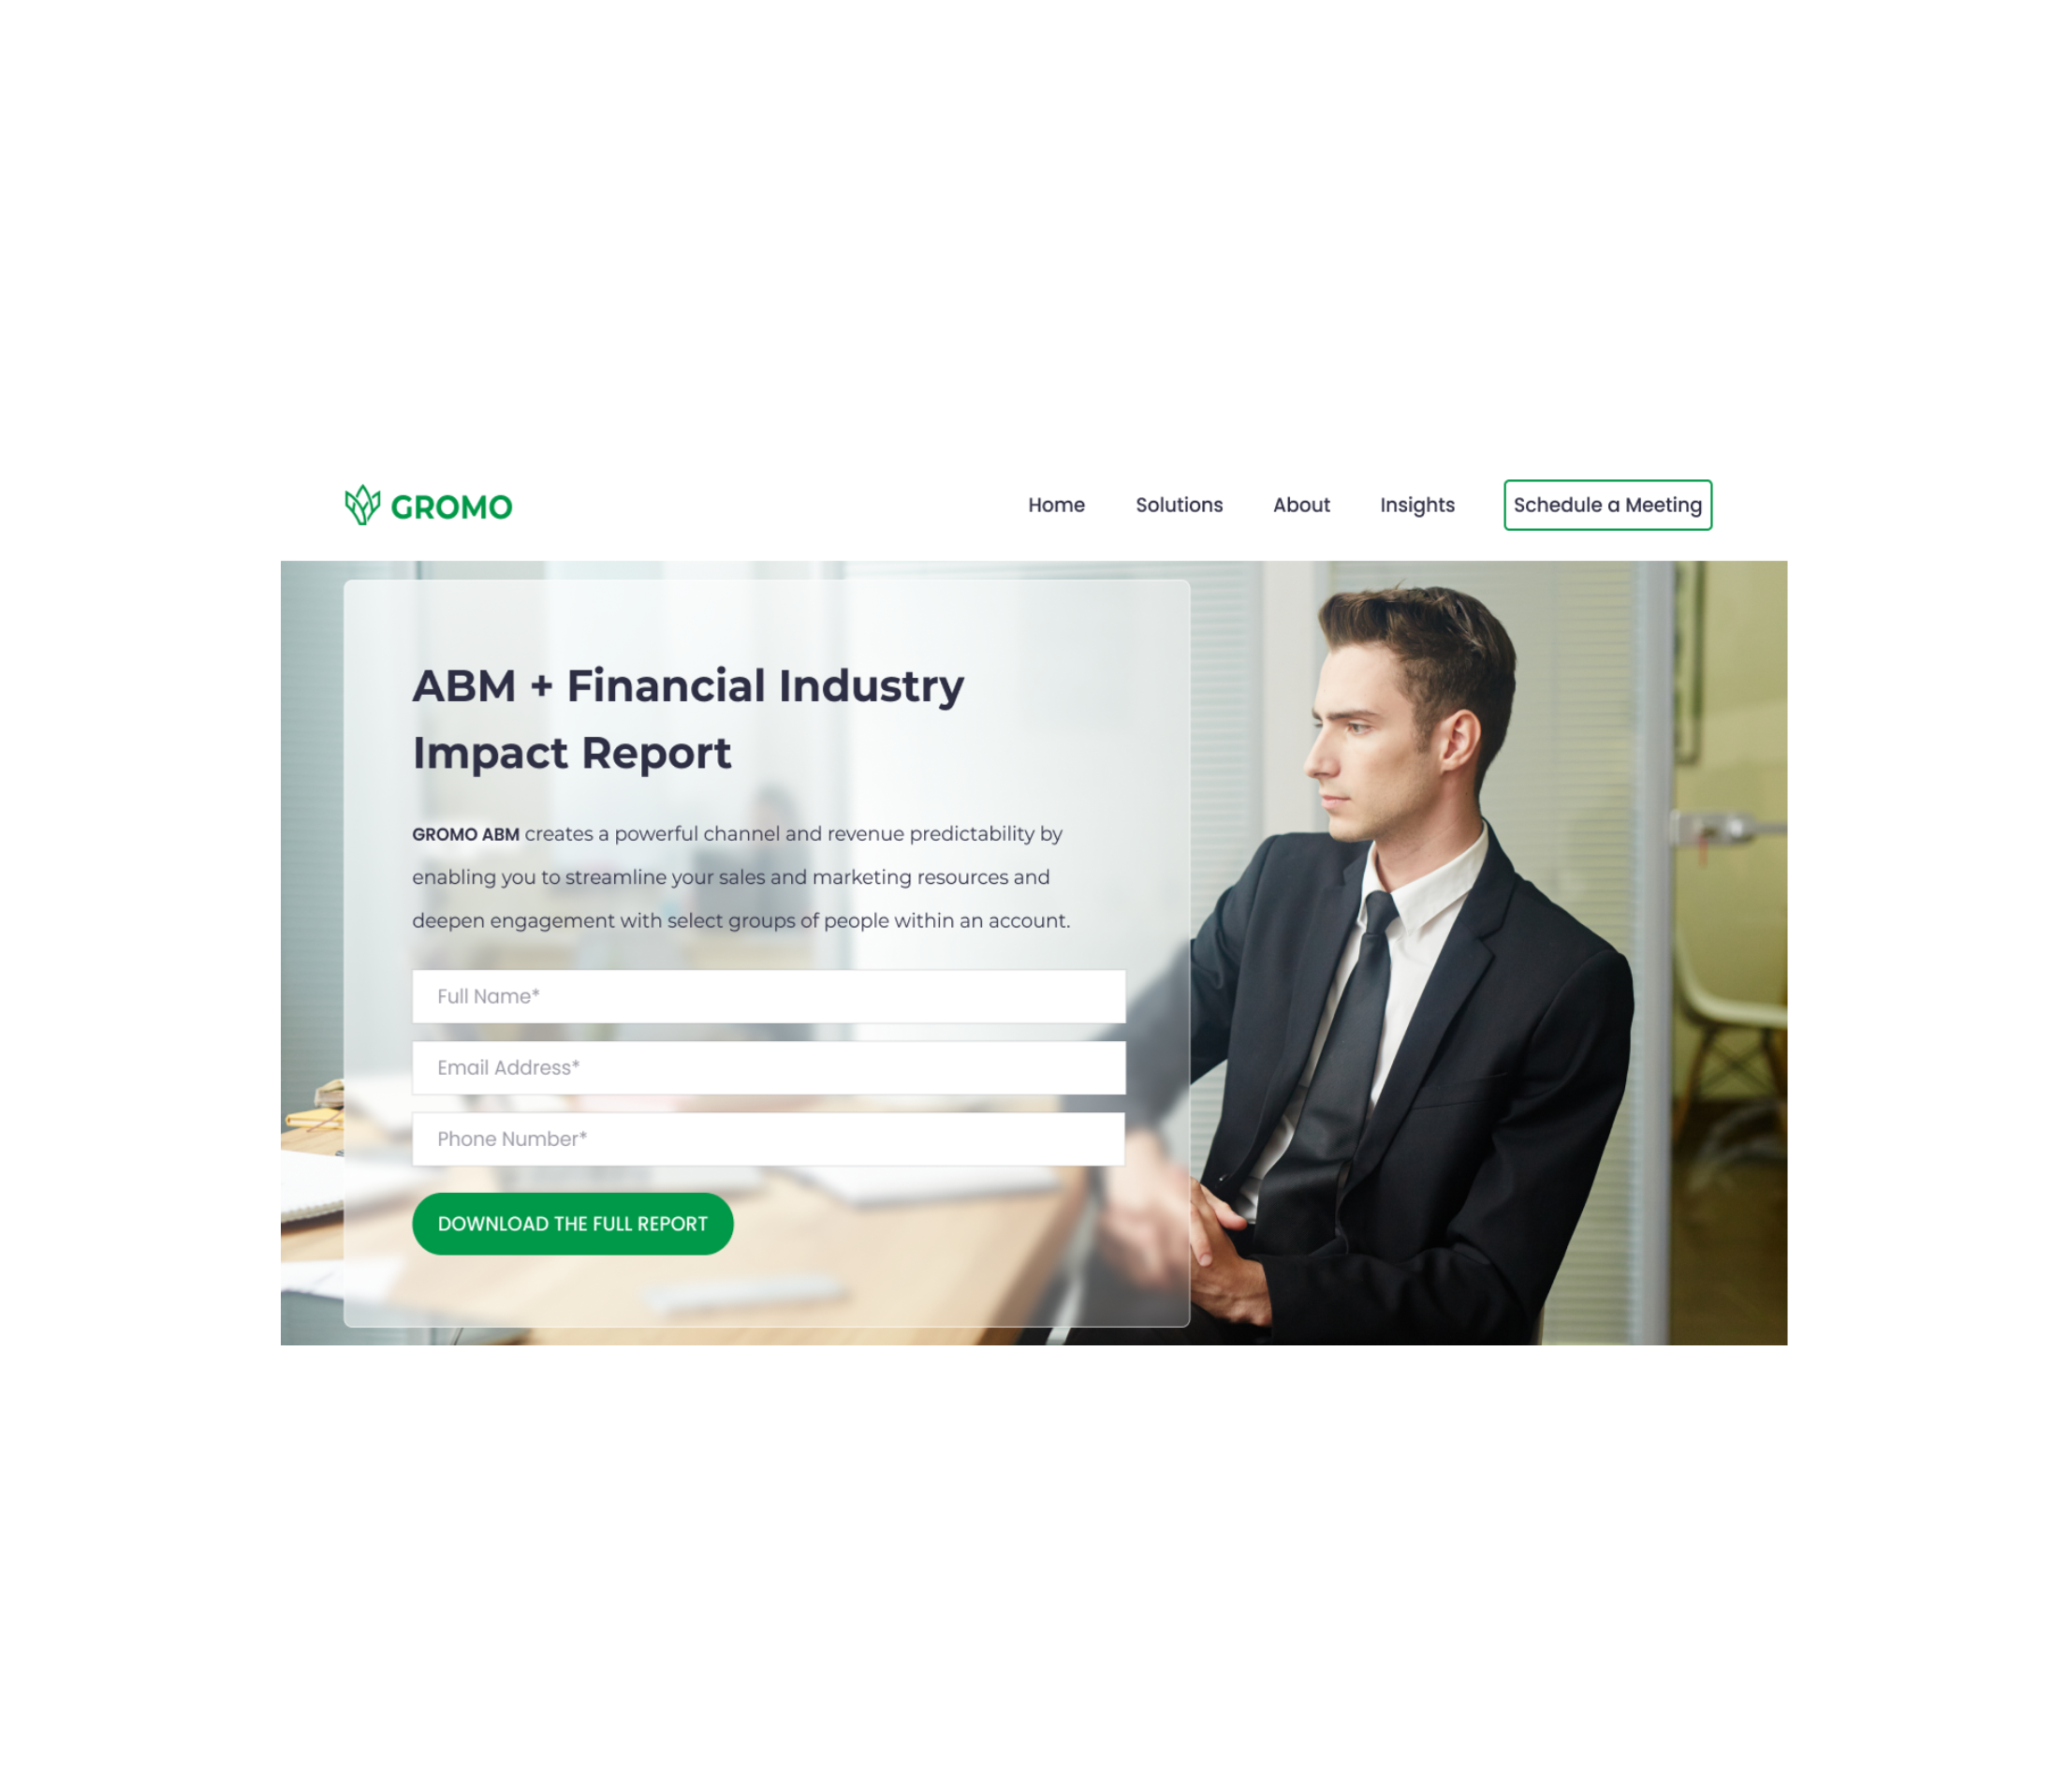 GROMO
Home
Solutions
About
Insights
Schedule a Meeting
ABM + Financial Industry
Impact Report
GROMO ABM creates a powerful channel and revenue predictability by
enabling you to streamline your sales and marketing resources and
deepen engagement with select groups of people within an account.
Full Name*
Email Address*
Phone Number*
DOWNLOAD THE FULL REPORT